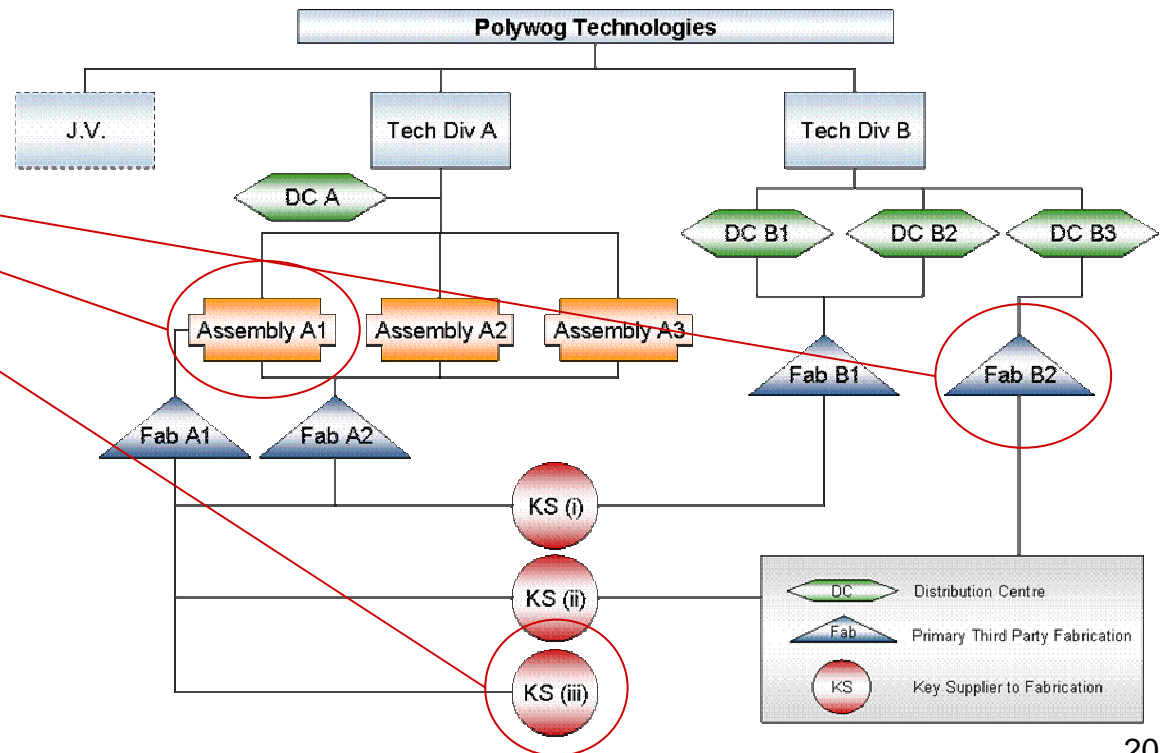 Polywog Technologies
J.V.
Tech Div A
Tech Div B
DC A
DC B1
DC B2
DC B3
Assembly A1
Assembly A2
Assembly A3
Fab B1
Fab B2
Fab A1
Fab A2
KS (i)
KS (ii)
KS (iii)
DC Distribution Centre
Fab Primary Third Party Fabrication
KS Key Supplier to Fabrication
20